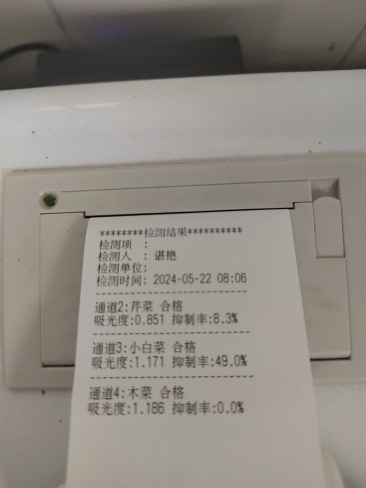 ********检测结果**********
检测项  :
检测人  : 谌艳
检测单位:
检测时间: 2024-05-22 08:06
--------------------------
通道2:芹菜 合格
吸光度:0.851 抑制率:8.3%
--------------------------
通道3:小白菜 合格
吸光度:1.171 抑制率:49.0%
--------------------------
通道4:木菜 合格
吸光度:1.186 抑制率:0.0%